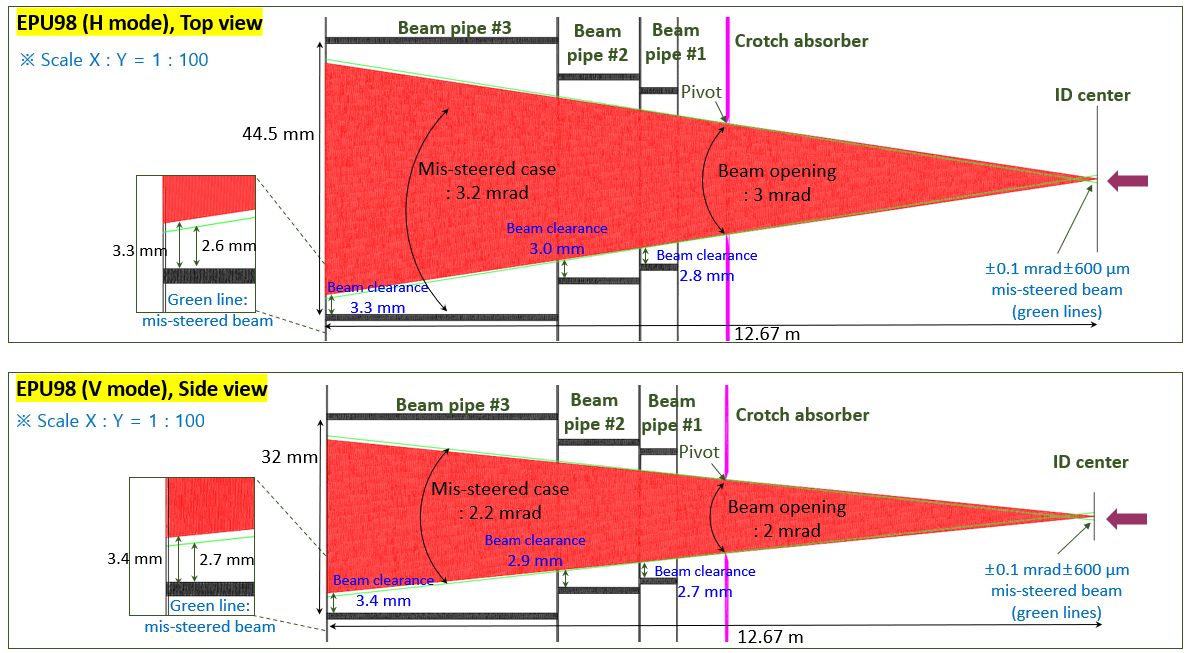 EPU98 (H mode), Top view
※ Scale X : Y = 1 : 100
Beam pipe #3
Beam
pipe #2
Beam
pipe #1
Crotch absorber
Pivot
ID center
44.5 mm
Mis-steered case
: 3.2 mrad
Beam opening
: 3 mrad
Beam clearance
3.0 mm
Beam clearance
2.8 mm
3.3 mm
2.6 mm
Green line:
mis-steered beam
Beam clearance
3.3 mm
±0.1 mrad±600 μm
mis-steered beam
(green lines)
12.67 m
EPU98 (V mode), Side view
※ Scale X : Y = 1 : 100
Beam pipe #3
Beam
pipe #2
Beam
pipe #1
Crotch absorber
Pivot
ID center
32 mm
Mis-steered case
: 2.2 mrad
Beam opening
: 2 mrad
Beam clearance
2.9 mm
Beam clearance
2.7 mm
3.4 mm
2.7 mm
Green line:
mis-steered beam
Beam clearance
3.4 mm
±0.1 mrad±600 μm
mis-steered beam
(green lines)
12.67 m